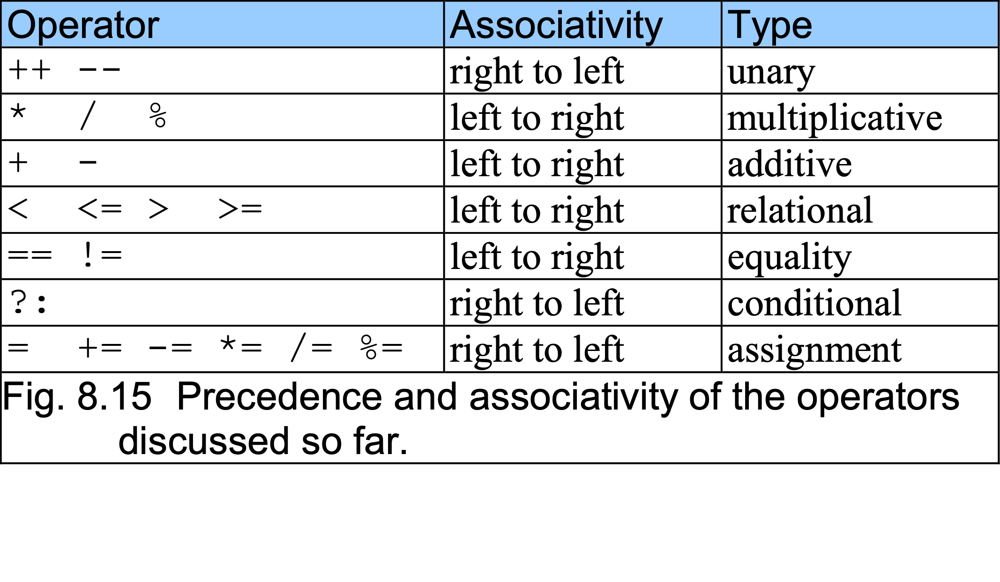 Operator Associativity Type
++ -- right to left unary
* / % left to right multiplicative
+ - left to right additive
< <= > >= left to right relational
== != left to right equality
?: right to left conditional
= += -= *= /= %= right to left assignment
Fig. 8.15 Precedence and associativity of the operators
discussed so far.